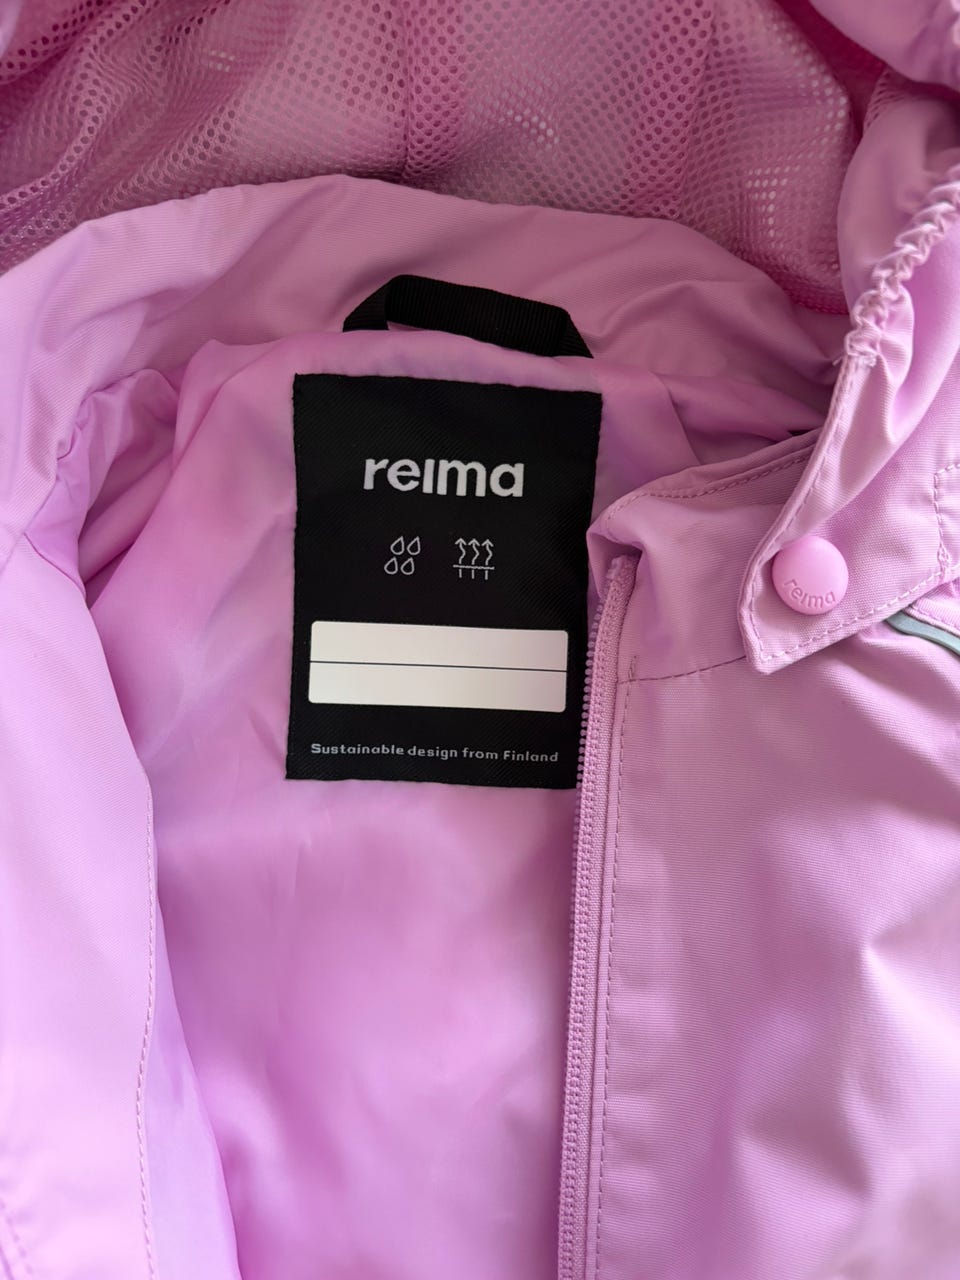 reima
reima
Sustainable design from Finland